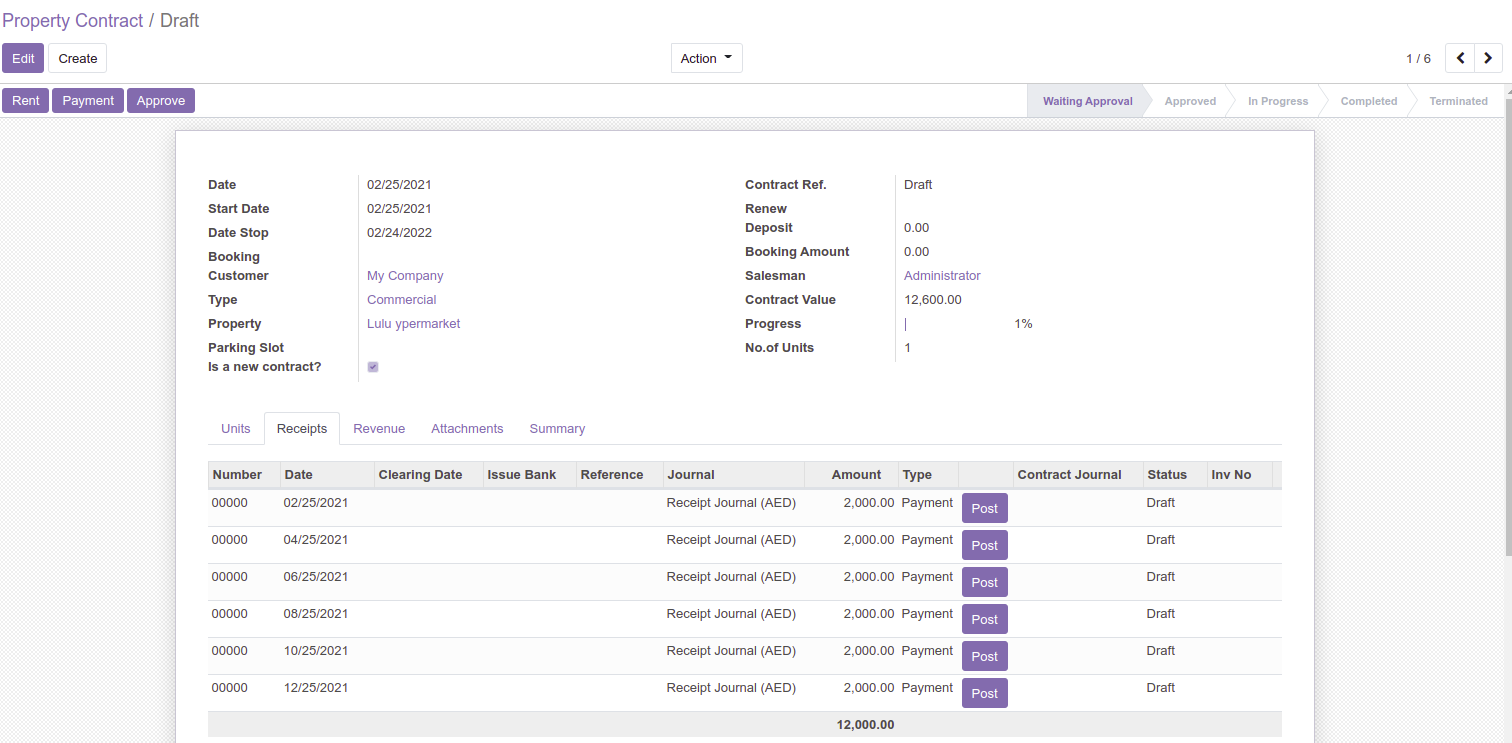 Property Contract / Draft
Edit Create Action 1 / 6
Rent Payment Approve Waiting Approval Approved In Progress Completed Terminated
Date 02/25/2021 Contract Ref. Draft
Start Date 02/25/2021 Renew
Date Stop 02/24/2022 Deposit 0.00
Booking Booking Amount 0.00
Customer My Company Salesman Administrator
Type Commercial Contract Value 12,600.00
Property Lulu ypermarket Progress 1%
Parking Slot No.of Units 1
Is a new contract?
Units Receipts Revenue Attachments Summary
Number Date Clearing Date Issue Bank Reference Journal Amount Type Contract Journal Status Inv No
00000 02/25/2021 Receipt Journal (AED) 2,000.00 Payment Post Draft
00000 04/25/2021 Receipt Journal (AED) 2,000.00 Payment Post Draft
00000 06/25/2021 Receipt Journal (AED) 2,000.00 Payment Post Draft
00000 08/25/2021 Receipt Journal (AED) 2,000.00 Payment Post Draft
00000 10/25/2021 Receipt Journal (AED) 2,000.00 Payment Post Draft
00000 12/25/2021 Receipt Journal (AED) 2,000.00 Payment Post Draft
12,000.00